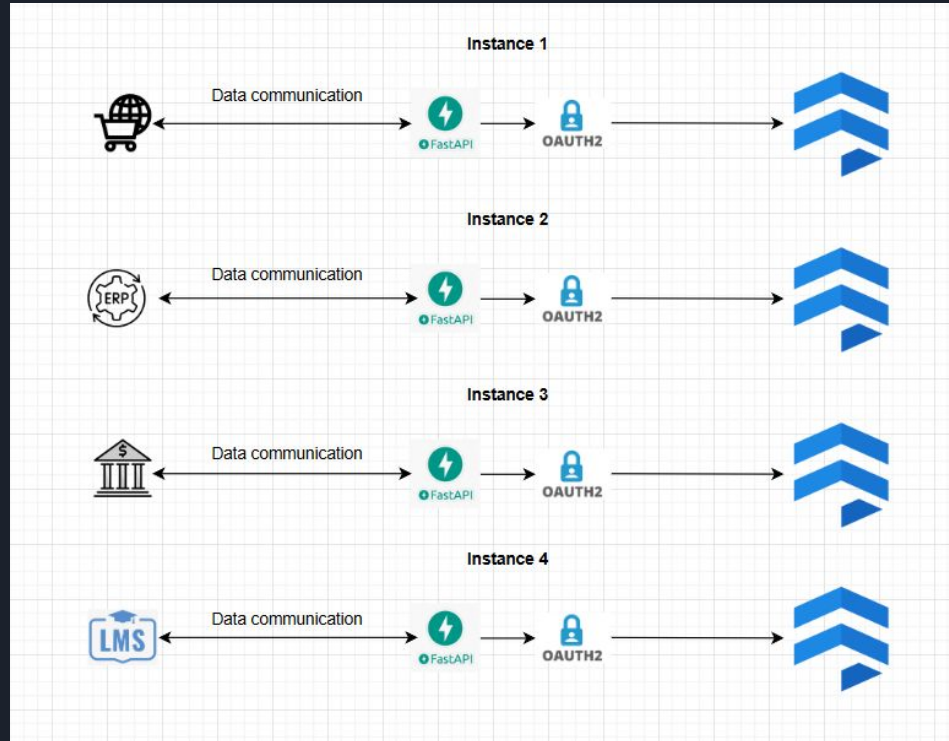 Instance 1
Data communication
FastAPI
OAUTH2
Instance 2
Data communication
ERP
FastAPI
OAUTH2
Instance 3
Data communication
$
FastAPI
OAUTH2
Instance 4
Data communication
LMS
FastAPI
OAUTH2